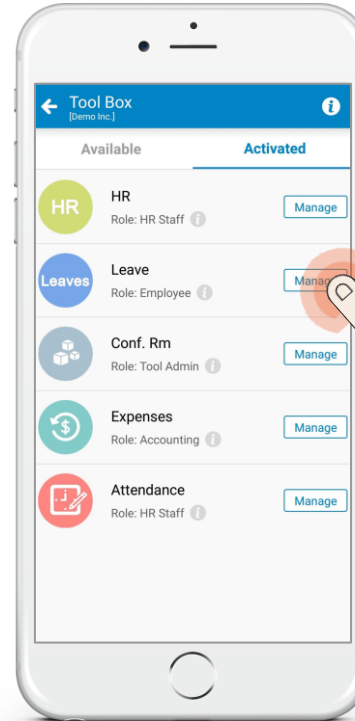 Tool Box
[Demo Inc.]
Available
Activated
HR
HR
Role: HR Staff i
Manage
Leaves
Leave
Role: Employee i
Manage
Conf. Rm
Role: Tool Admin i
Manage
$
Expenses
Role: Accounting i
Manage
Attendance
Role: HR Staff i
Manage